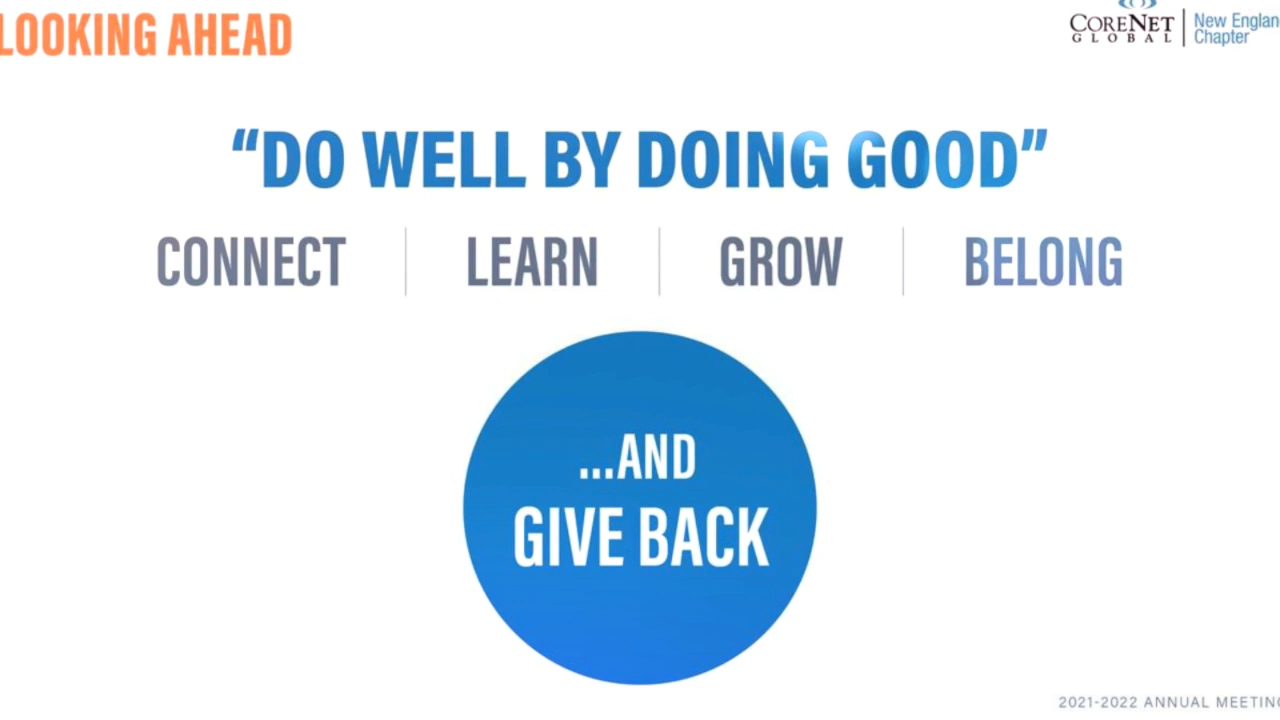 LOOKING AHEAD
CORENET
GLOBAL
New Englan
Chapter
“DO WELL BY DOING GOOD”
CONNECT
LEARN
GROW
BELONG
...AND
GIVE BACK
2021-2022 ANNUAL MEETING